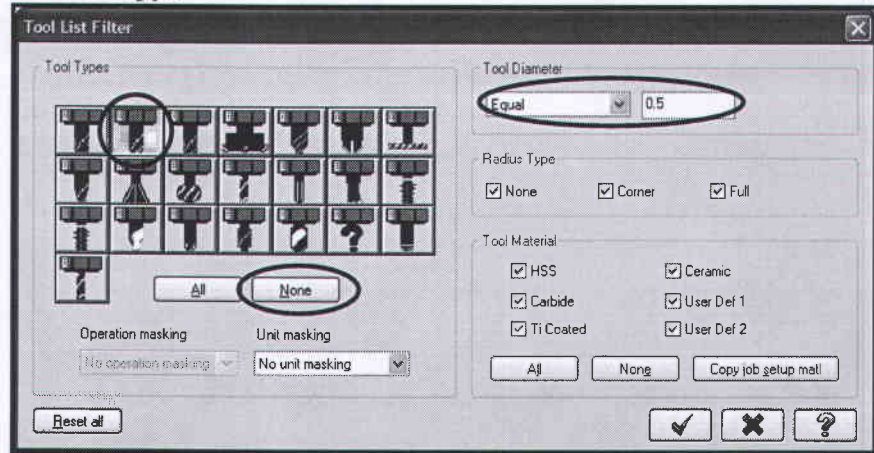 Tool List Filter
Tool Types
All
None
Operation masking
No operation masking
Unit masking
No unit masking
Reset all
Tool Diameter
Equal
0.5
Radius Type
None
Corner
Full
Tool Material
HSS
Ceramic
Carbide
User Def 1
Ti Coated
User Def 2
All
None
Copy job setup matl